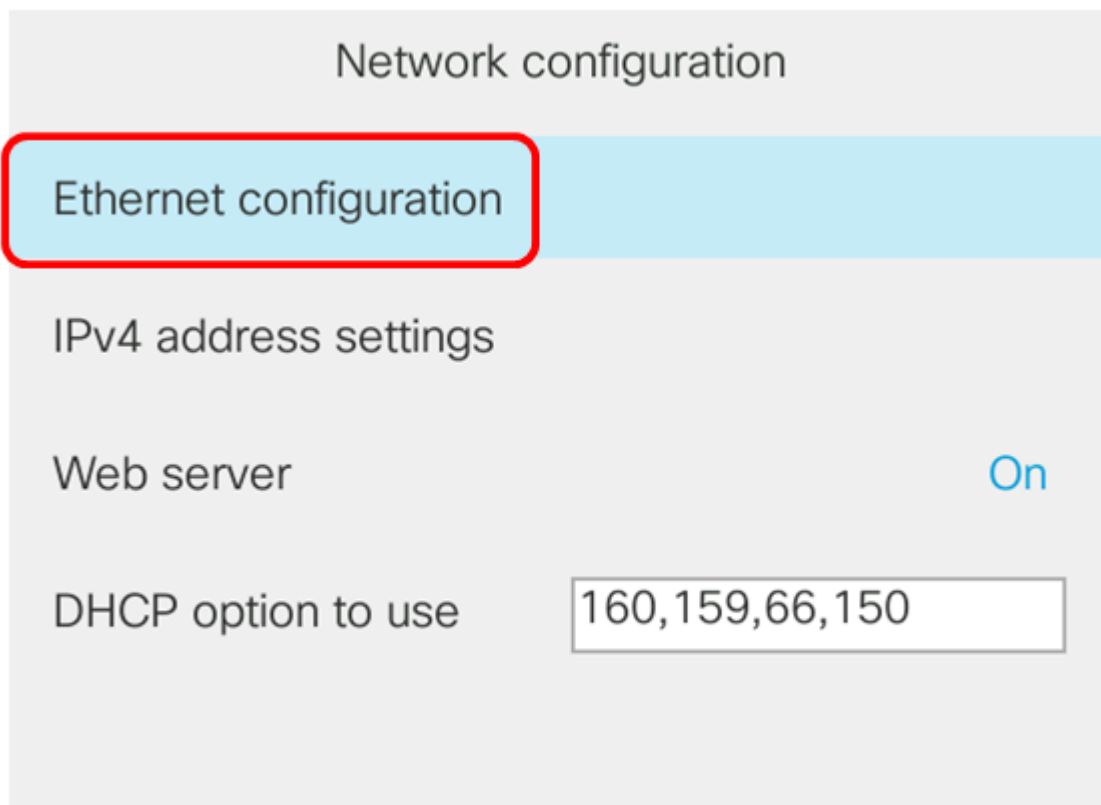 Network configuration
Ethernet configuration
IPv4 address settings
Web server On
DHCP option to use 160,159,66,150